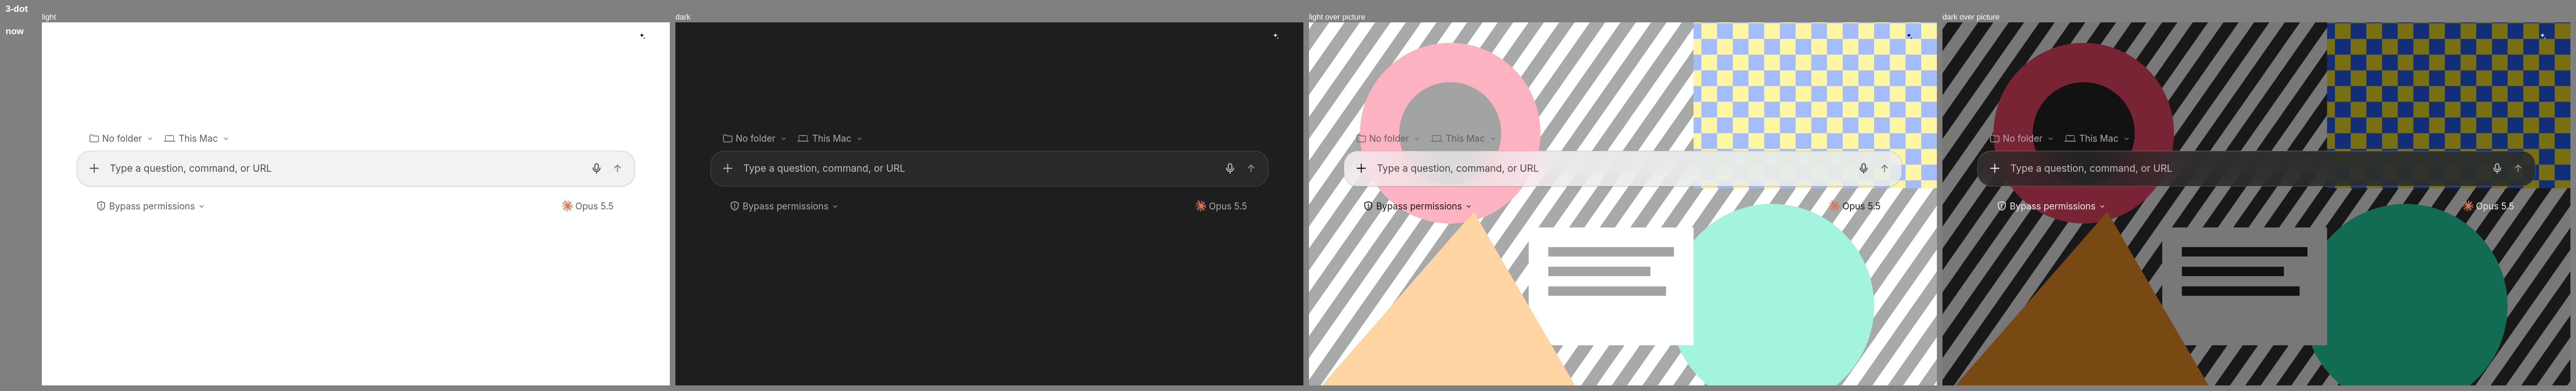 3-dot
light
dark
light over picture
dark over picture
now
No folder
This Mac
No folder
This Mac
No folder
This Mac
No folder
This Mac
Type a question, command, or URL
Type a question, command, or URL
Type a question, command, or URL
Type a question, command, or URL
Bypass permissions
Opus 5.5
Bypass permissions
Opus 5.5
Bypass permissions
Opus 5.5
Bypass permissions
Opus 5.5